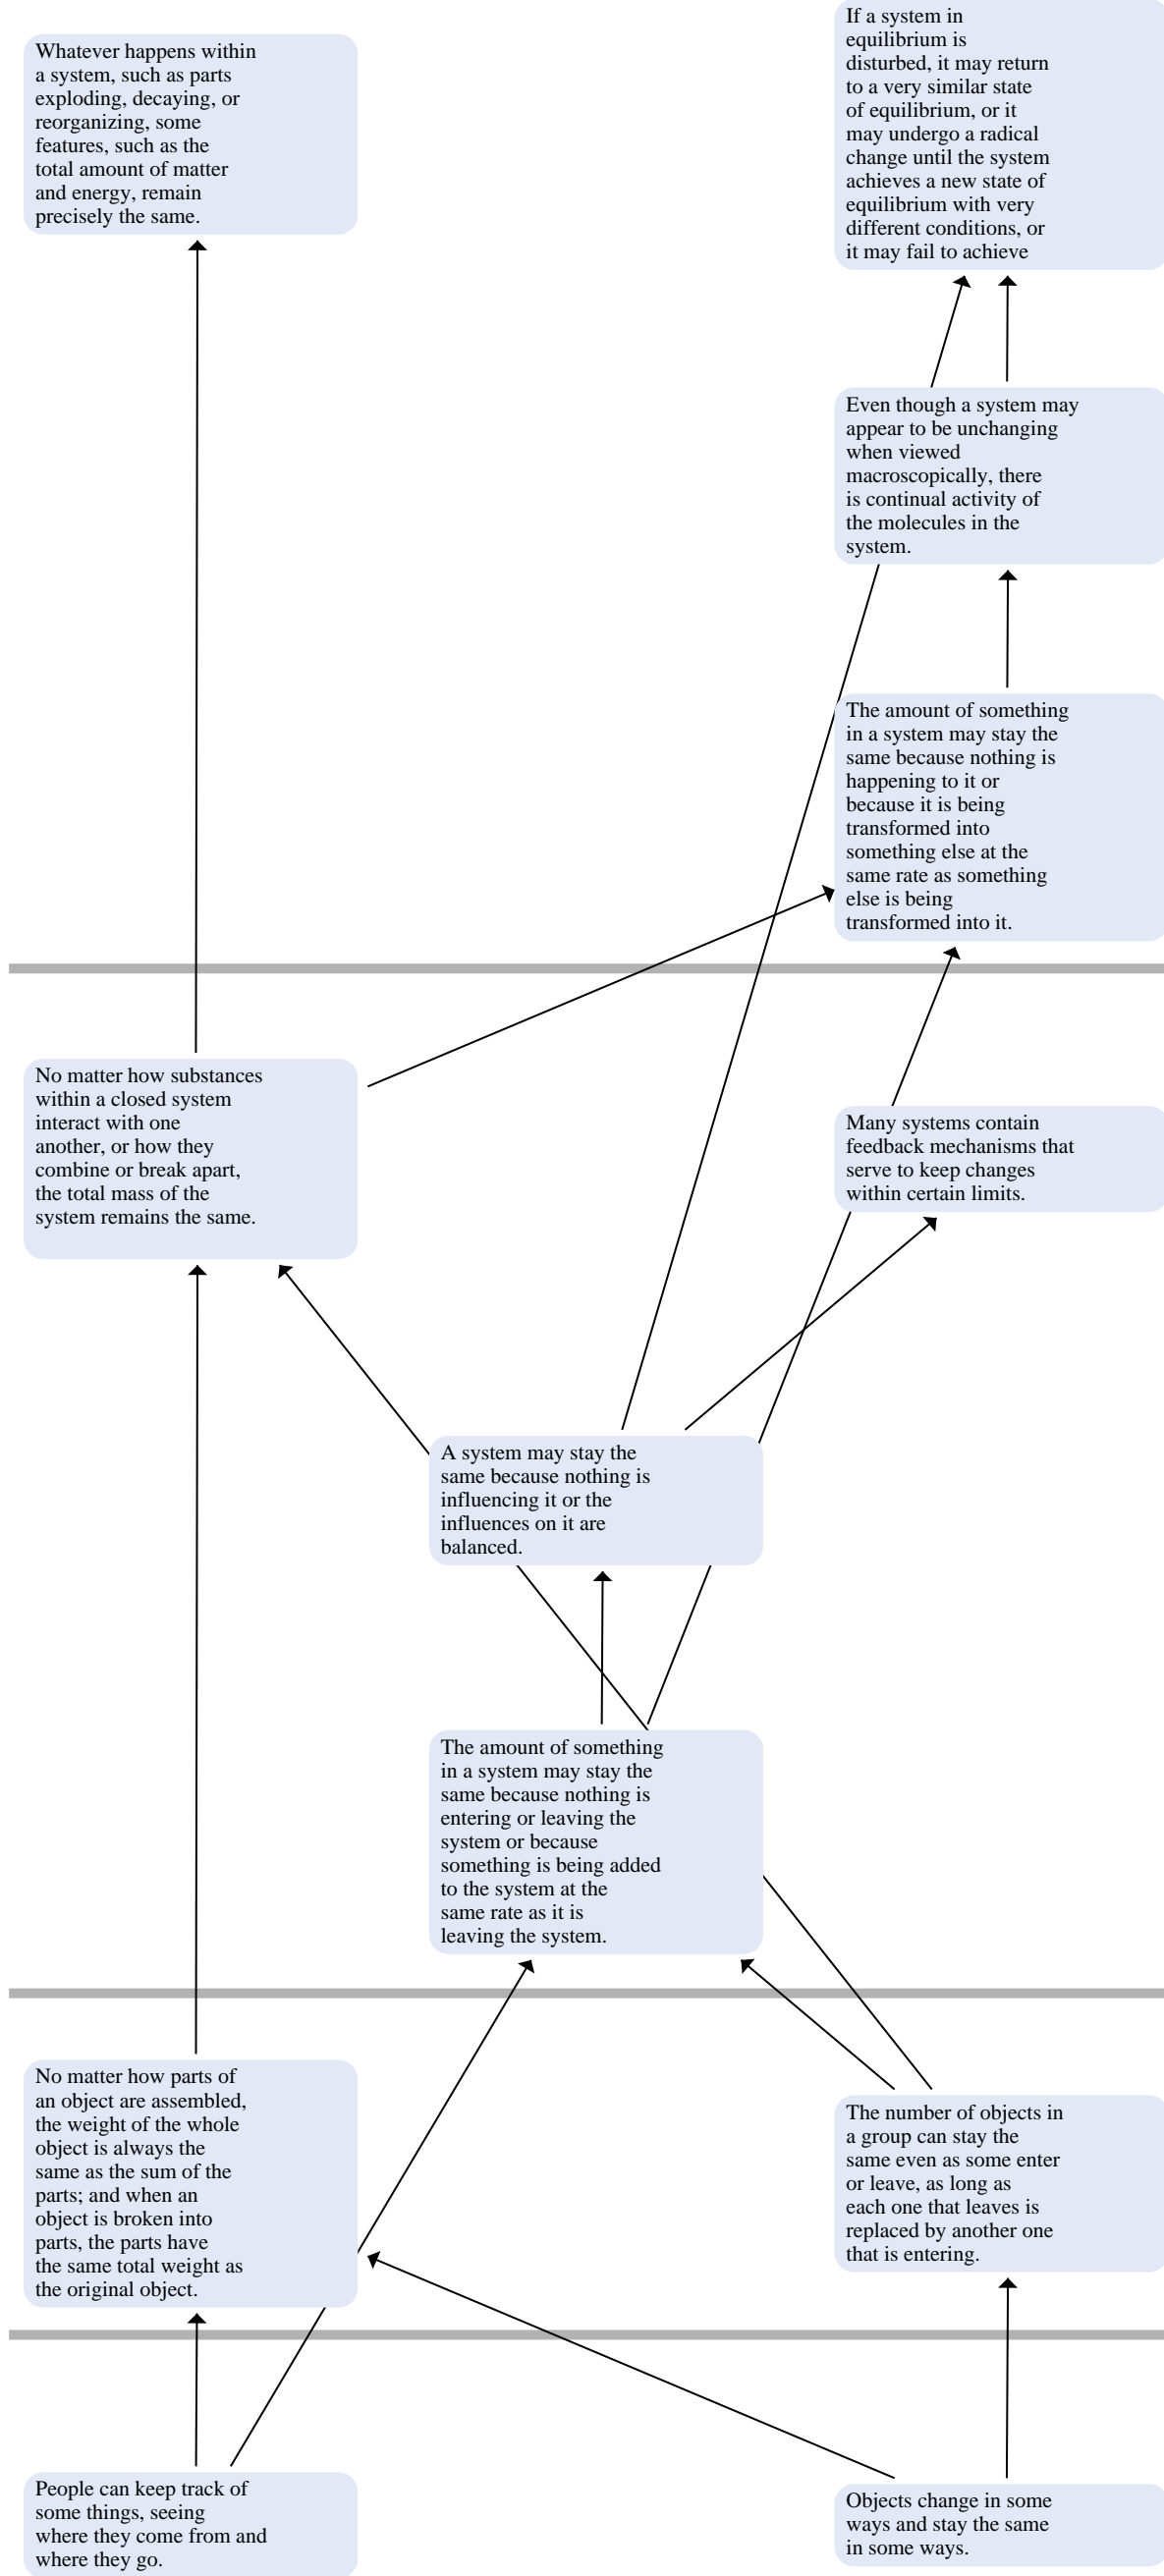 If a system in
equilibrium is
disturbed, it may return
to a very similar state
of equilibrium, or it
may undergo a radical
change until the system
achieves a new state of
equilibrium with very
different conditions, or
it may fail to achieve
Whatever happens within
a system, such as parts
exploding, decaying, or
reorganizing, some
features, such as the
total amount of matter
and energy, remain
precisely the same.
Even though a system may
appear to be unchanging
when viewed
macroscopically, there
is continual activity of
the molecules in the
system.
The amount of something
in a system may stay the
same because nothing is
happening to it or
because it is being
transformed into
something else at the
same rate as something
else is being
transformed into it.
No matter how substances
within a closed system
interact with one
another, or how they
combine or break apart,
the total mass of the
system remains the same.
Many systems contain
feedback mechanisms that
serve to keep changes
within certain limits.
A system may stay the
same because nothing is
influencing it or the
influences on it are
balanced.
The amount of something
in a system may stay the
same because nothing is
entering or leaving the
system or because
something is being added
to the system at the
same rate as it is
leaving the system.
No matter how parts of
an object are assembled,
the weight of the whole
object is always the
same as the sum of the
parts; and when an
object is broken into
parts, the parts have
the same total weight as
the original object.
The number of objects in
a group can stay the
same even as some enter
or leave, as long as
each one that leaves is
replaced by another one
that is entering.
People can keep track of
some things, seeing
where they come from and
where they go.
Objects change in some
ways and stay the same
in some ways.